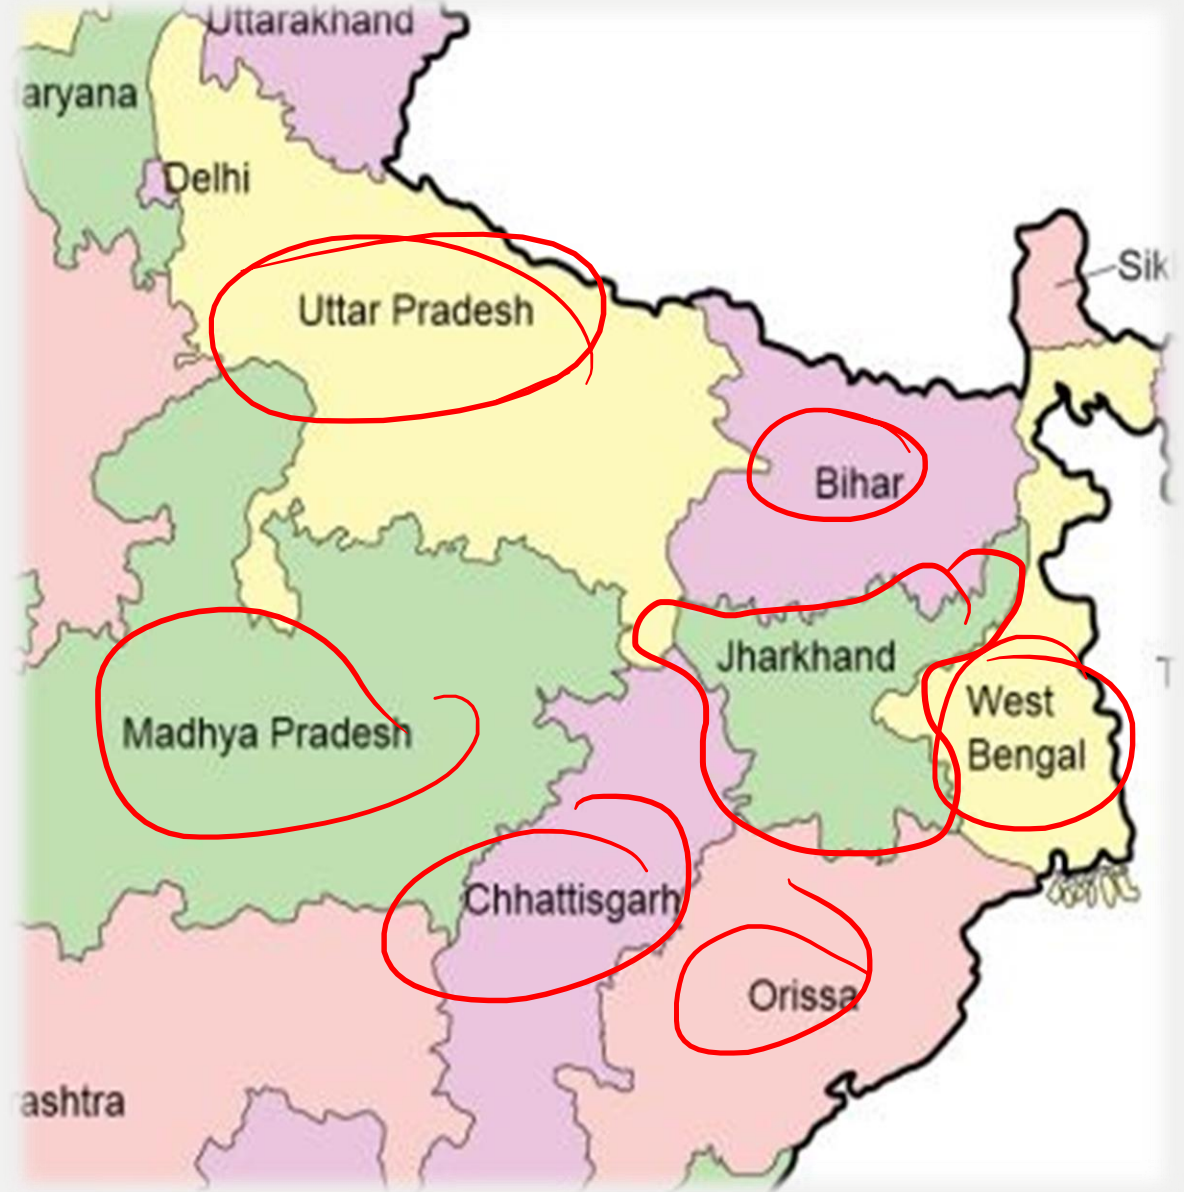 Uttarakhand
aryana
Delhi
Sik
Uttar Pradesh
Bihar
Jharkhand
West
Bengal
Madhya Pradesh
Chhattisgarh
Orissa
ashtra